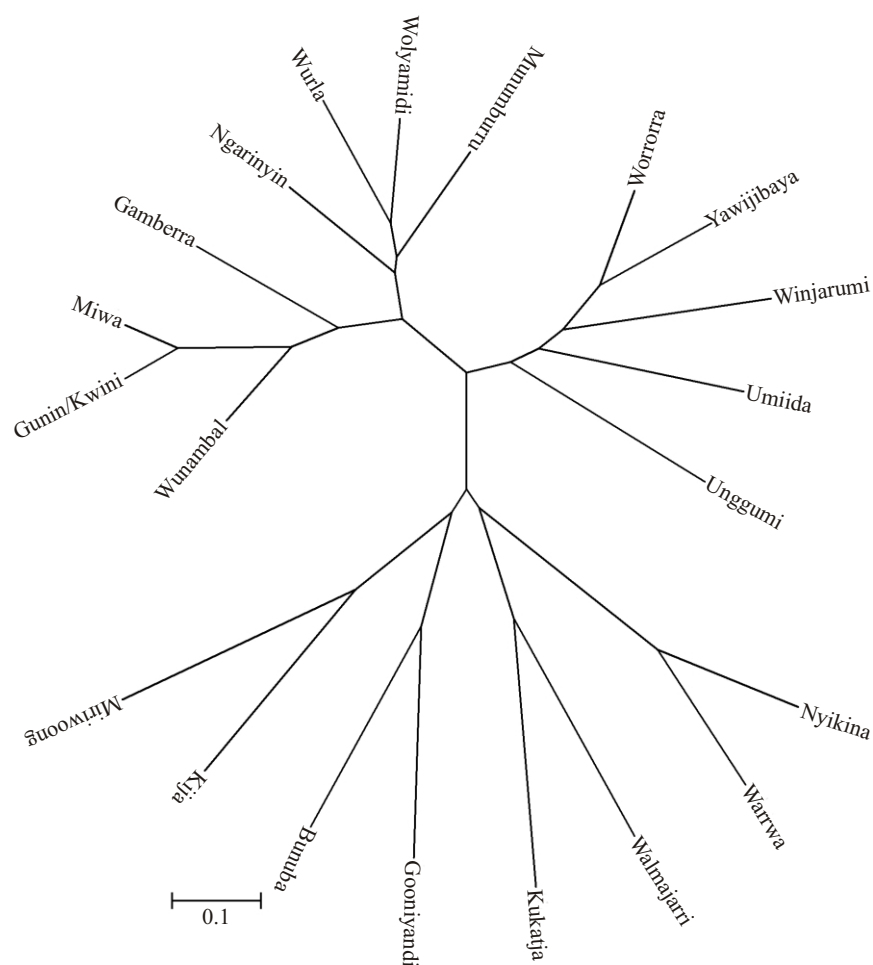 Wolyamidi
Wurla
Munumburru
Ngarinyin
Worrorra
Yawijibaya
Gamberra
Winjarumi
Miwa
Gunin/Kwini
Umiida
Wunambal
Unggumi
Miriwoong
Nyikina
Kija
Warrwa
Bunuba
Walmajarri
Gooniyandi
Kukatja
0.1